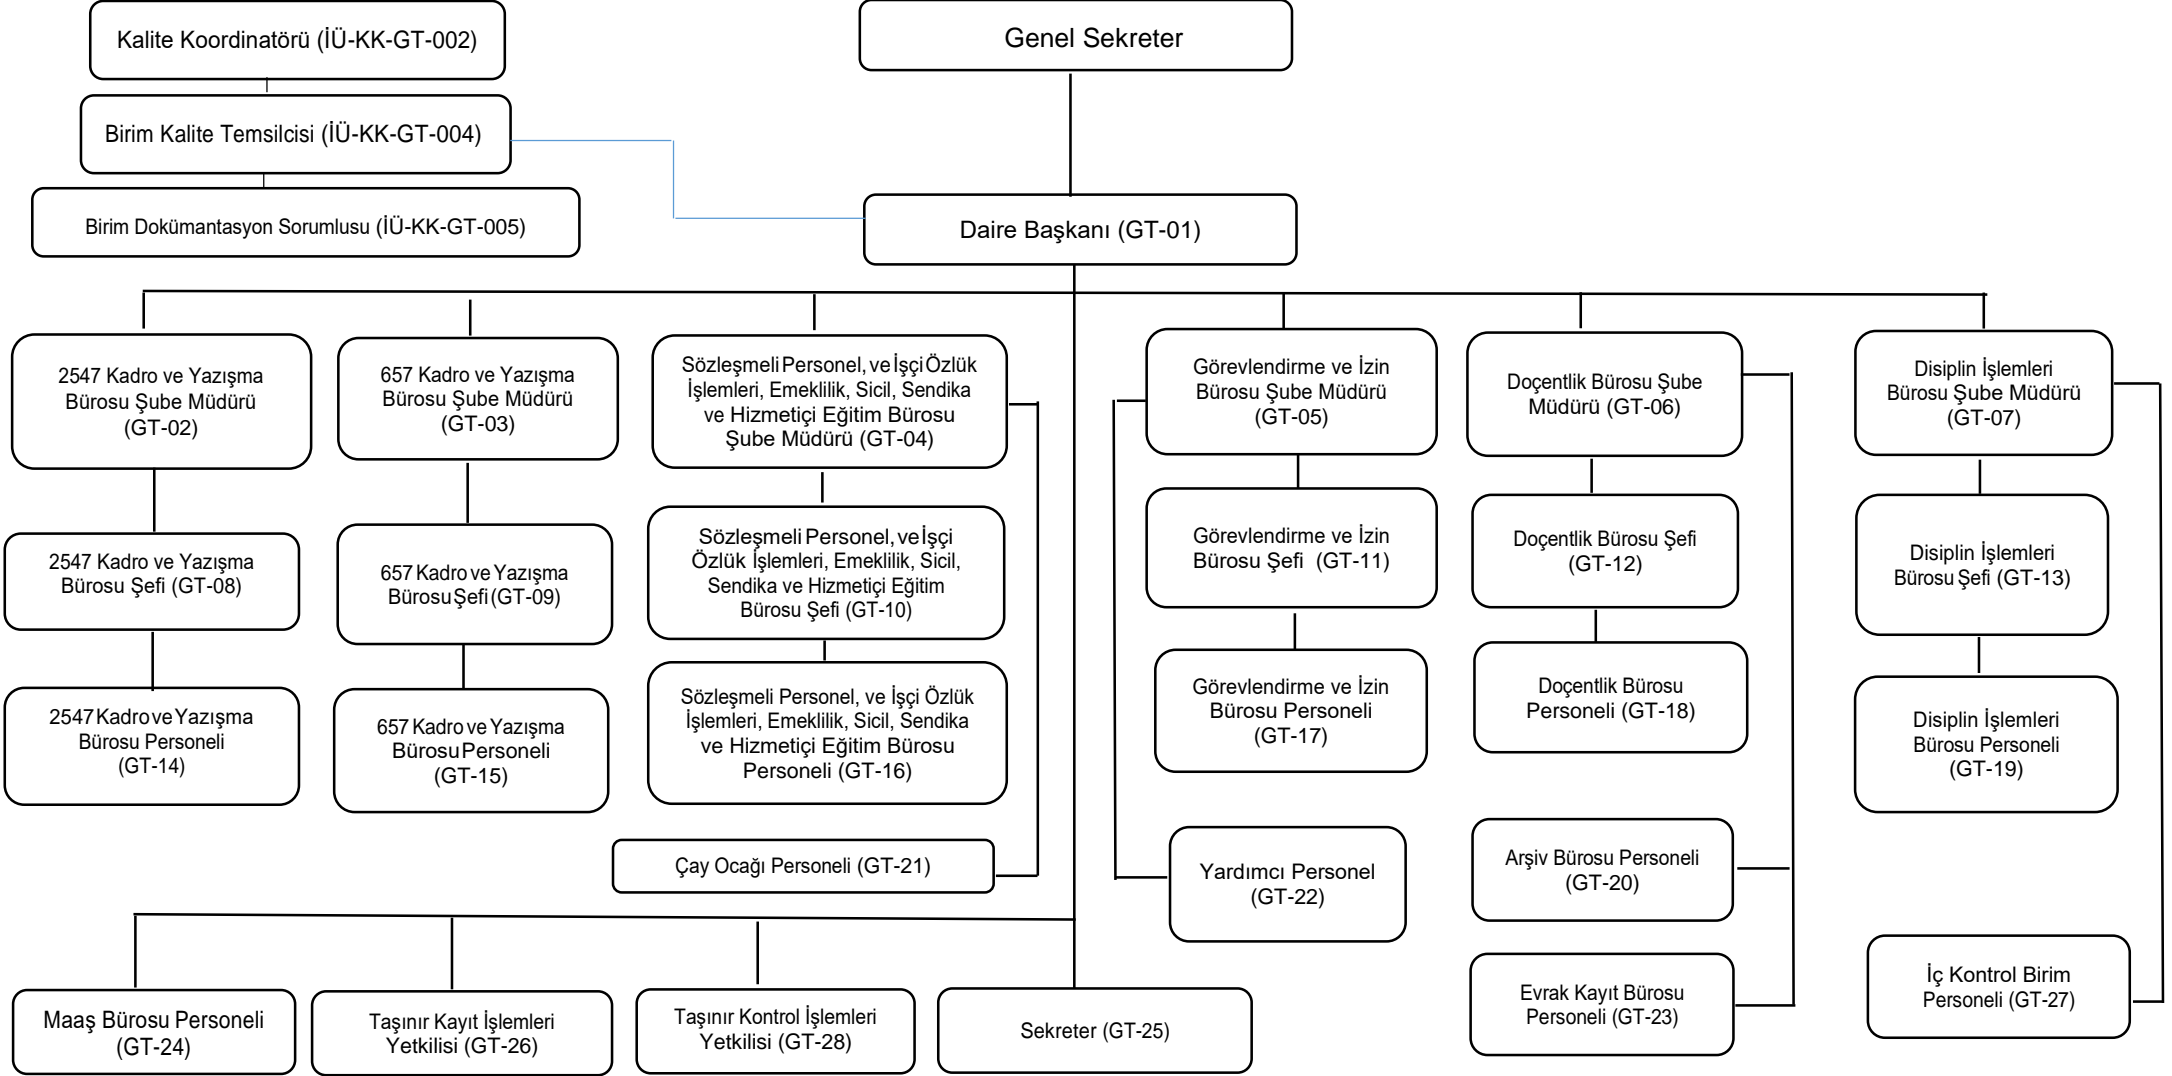 Kalite Koordinatörü (İÜ-KK-GT-002)
Genel Sekreter
Birim Kalite Temsilcisi (İÜ-KK-GT-004)
Birim Dokümantasyon Sorumlusu (İÜ-KK-GT-005)
Daire Başkanı (GT-01)
2547 Kadro ve Yazışma
Bürosu Şube Müdürü
(GT-02)
657 Kadro ve Yazışma
Bürosu Şube Müdürü
(GT-03)
Sözleşmeli Personel, ve İşçi Özlük
İşlemleri, Emeklilik, Sicil, Sendika
ve Hizmetiçi Eğitim Bürosu
Şube Müdürü (GT-04)
Görevlendirme ve İzin
Bürosu Şube Müdürü
(GT-05)
Doçentlik Bürosu Şube
Müdürü (GT-06)
Disiplin İşlemleri
Bürosu Şube Müdürü
(GT-07)
2547 Kadro ve Yazışma
Bürosu Şefi (GT-08)
657 Kadro ve Yazışma
Bürosu Şefi (GT-09)
Sözleşmeli Personel, ve İşçi
Özlük İşlemleri, Emeklilik, Sicil,
Sendika ve Hizmetiçi Eğitim
Bürosu Şefi (GT-10)
Görevlendirme ve İzin
Bürosu Şefi (GT-11)
Doçentlik Bürosu Şefi
(GT-12)
Disiplin İşlemleri
Bürosu Şefi (GT-13)
2547 Kadro ve Yazışma
Bürosu Personeli
(GT-14)
657 Kadro ve Yazışma
Bürosu Personeli
(GT-15)
Sözleşmeli Personel, ve İşçi Özlük
İşlemleri, Emeklilik, Sicil, Sendika
ve Hizmetiçi Eğitim Bürosu
Personeli (GT-16)
Görevlendirme ve İzin
Bürosu Personeli
(GT-17)
Doçentlik Bürosu
Personeli (GT-18)
Disiplin İşlemleri
Bürosu Personeli
(GT-19)
Çay Ocağı Personeli (GT-21)
Yardımcı Personel
(GT-22)
Arşiv Bürosu Personeli
(GT-20)
Maaş Bürosu Personeli
(GT-24)
Taşınır Kayıt İşlemleri
Yetkilisi (GT-26)
Taşınır Kontrol İşlemleri
Yetkilisi (GT-28)
Sekreter (GT-25)
Evrak Kayıt Bürosu
Personeli (GT-23)
İç Kontrol Birim
Personeli (GT-27)